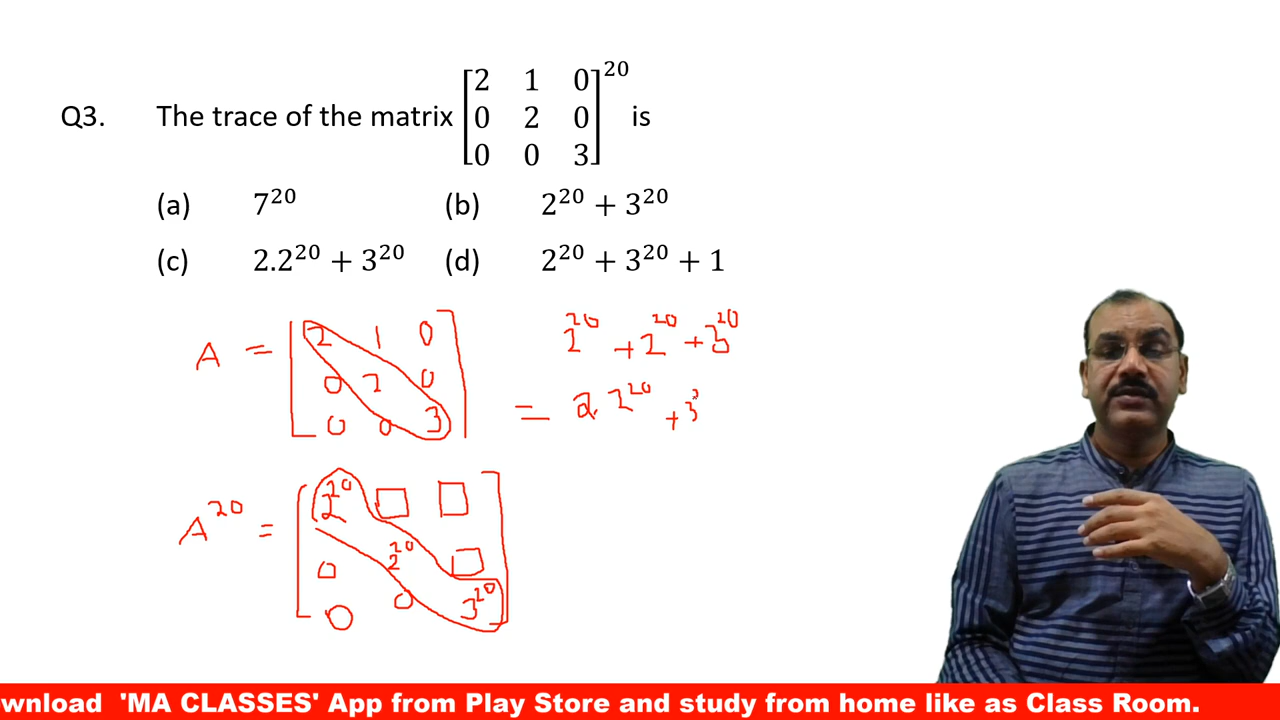 Q3. The trace of the matrix [2 1 0; 0 2 0; 0 0 3]^20 is
(a) 7^20 (b) 2^20 + 3^20
(c) 2.2^20 + 3^20 (d) 2^20 + 3^20 + 1
A = [2 1 0; 0 2 0; 0 0 3]
2^20 + 2^20 + 3^20
= 2.2^20 + 3
A^20 = [2^20 □ □; 0 2^20 □; 0 0 3^20]
wnload 'MA CLASSES' App from Play Store and study from home like as Class Room.